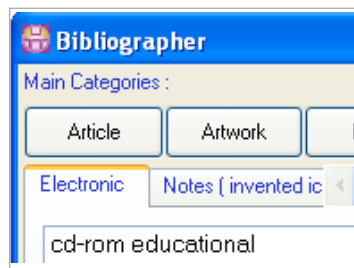 Bibliographer
Main Categories :
Article Artwork
Electronic Notes ( invented ic
cd-rom educational